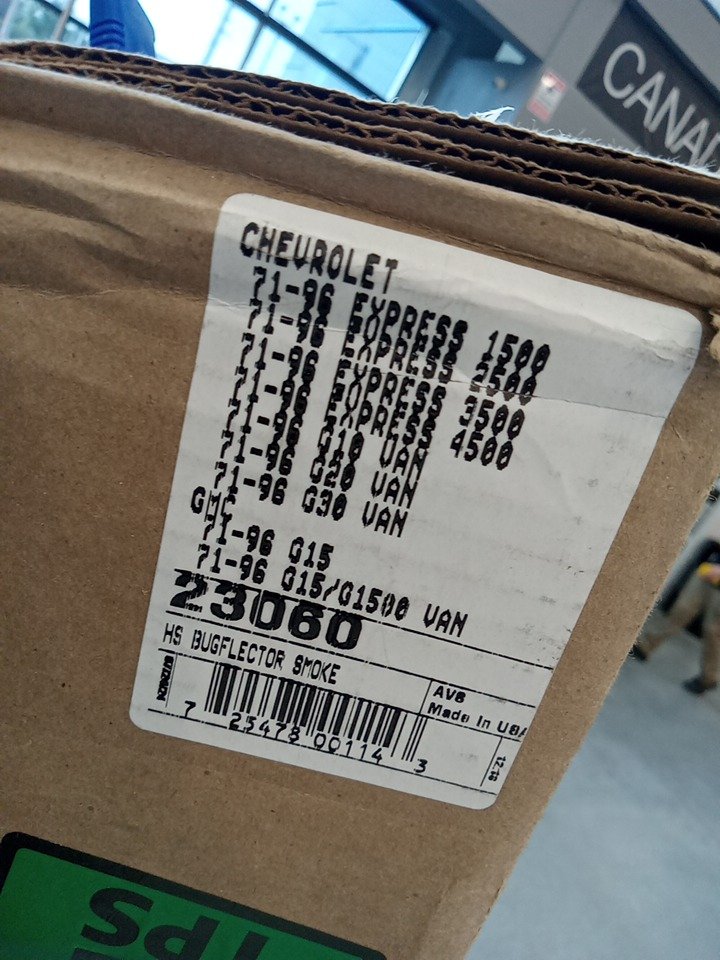 CANA
CHEVROLET
71-96 EXPRESS 1500
71-96 EXPRESS 2500
71-96 EXPRESS 3500
71-96 EXPRESS 4500
71-96 G10 VAN
71-96 G20 VAN
71-96 G30 VAN
GMC
71-96 G15
71-96 G15/G1500 VAN
23060
HS BUGFLECTOR SMOKE
AVS
Made In USA
7 25478 00114 3